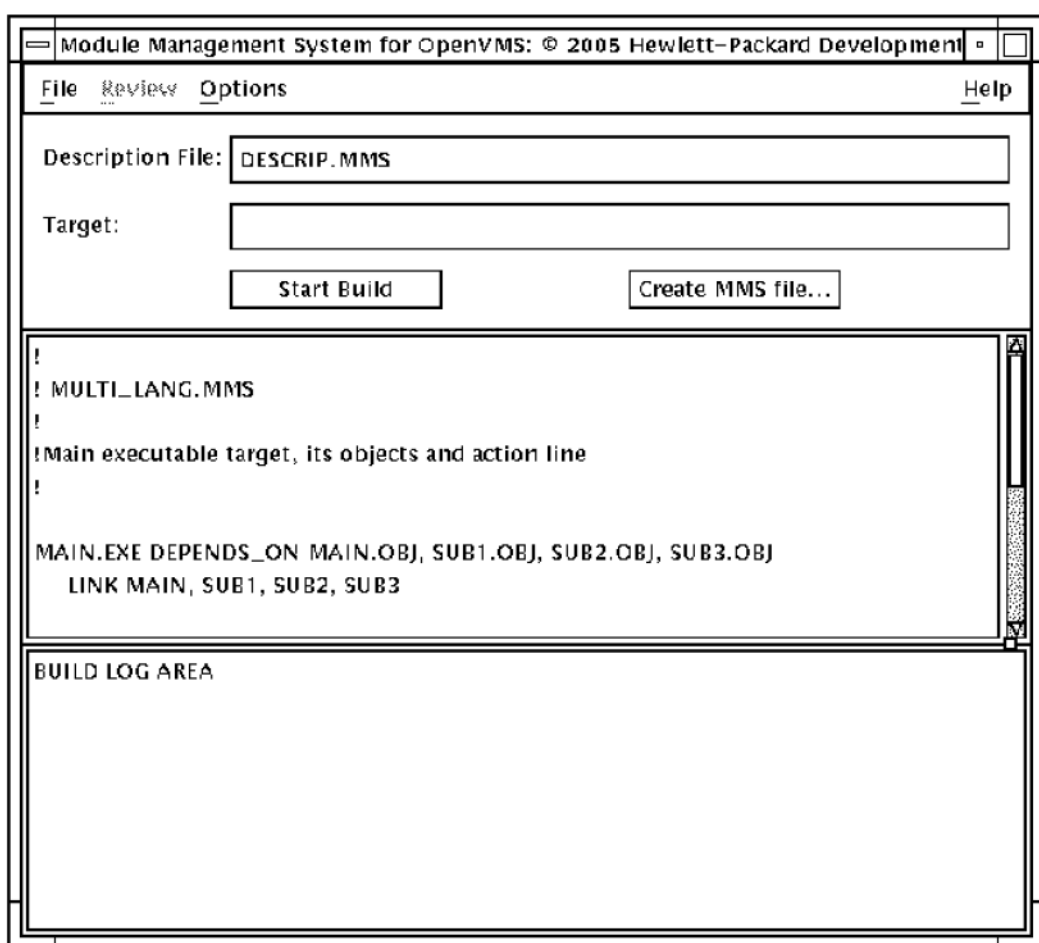 Module Management System for OpenVMS: © 2005 Hewlett-Packard Development
File Review Options Help
Description File: DESCRIP.MMS
Target:
Start Build Create MMS file...
!
! MULTI_LANG.MMS
!
!Main executable target, its objects and action line
!
MAIN.EXE DEPENDS_ON MAIN.OBJ, SUB1.OBJ, SUB2.OBJ, SUB3.OBJ
LINK MAIN, SUB1, SUB2, SUB3
BUILD LOG AREA